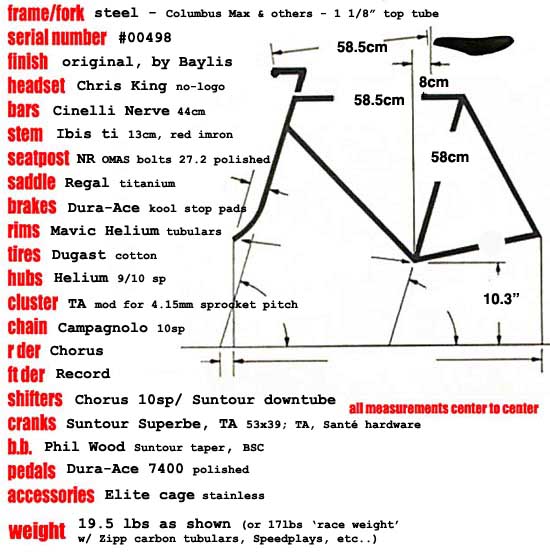 frame/fork steel – Columbus Max & others - 1 1/8” top tube
serial number #00498
finish original, by Baylis
headset Chris King no-logo
bars Cinelli Nerve 44cm
stem Ibis ti 13cm, red imron
seatpost NR OMAS bolts 27.2 polished
saddle Regal titanium
brakes Dura-Ace kool stop pads
rims Mavic Helium tubulars
tires Dugast cotton
hubs Helium 9/10 sp
cluster TA mod for 4.15mm sprocket pitch
chain Campagnolo 10sp
r der Chorus
ft der Record
shifters Chorus 10sp/ Suntour downtube
cranks Suntour Superbe, TA 53x39; TA, Santé hardware
b.b. Phil Wood Suntour taper, BSC
pedals Dura-Ace 7400 polished
accessories Elite cage stainless
weight 19.5 lbs as shown (or 17lbs ‘race weight’
w/ Zipp carbon tubulars, Speedplays, etc..)
58.5cm
8cm
58.5cm
58cm
10.3”
all measurements center to center